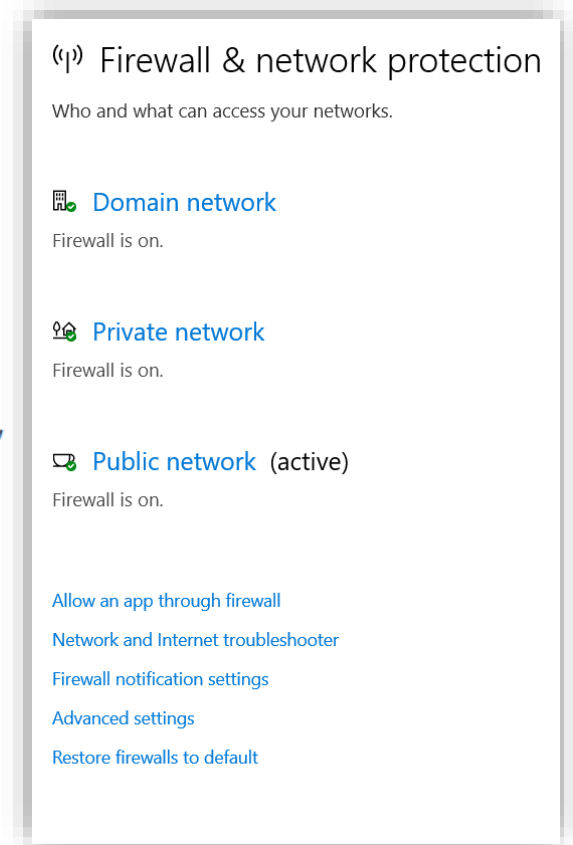 Firewall & network protection
Who and what can access your networks.
Domain network
Firewall is on.
Private network
Firewall is on.
Public network (active)
Firewall is on.
Allow an app through firewall
Network and Internet troubleshooter
Firewall notification settings
Advanced settings
Restore firewalls to default